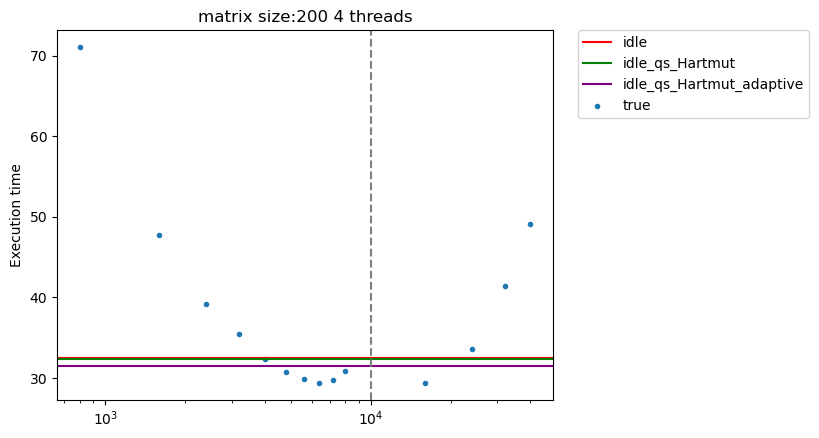 matrix size:200 4 threads
Execution time
70
60
50
40
30
10³
10⁴
idle
idle_qs_Hartmut
idle_qs_Hartmut_adaptive
true